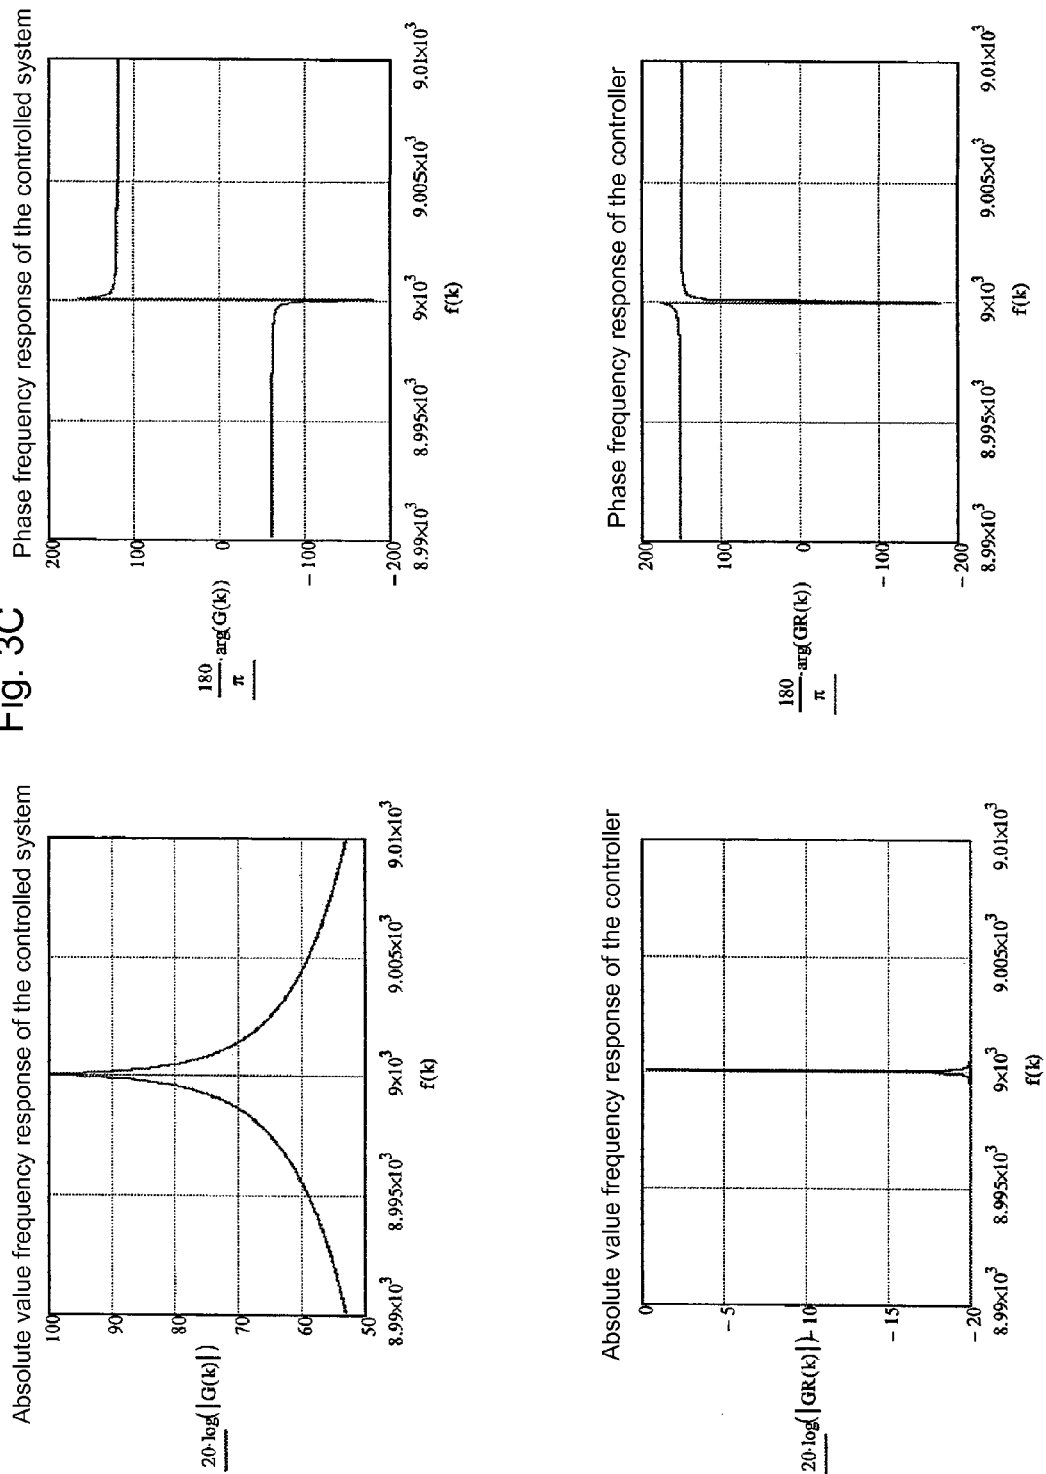 Fig. 3C
Absolute value frequency response of the controlled system
20·log(|G(k)|)
100
90
80
70
60
50
8.99×10³
8.995×10³
9×10³
9.005×10³
9.01×10³
f(k)
Phase frequency response of the controlled system
180
π
·arg(G(k))
200
100
0
−100
−200
8.99×10³
8.995×10³
9×10³
9.005×10³
9.01×10³
f(k)
Absolute value frequency response of the controller
20·log(|GR(k)|)
0
−5
−10
−15
−20
8.99×10³
8.995×10³
9×10³
9.005×10³
9.01×10³
f(k)
Phase frequency response of the controller
180
π
·arg(GR(k))
200
100
0
−100
−200
8.99×10³
8.995×10³
9×10³
9.005×10³
9.01×10³
f(k)